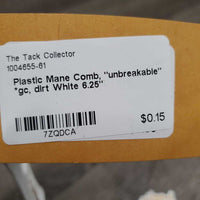 The Tack Collector
1004655-61
Plastic Mane Comb, "unbreakable"
*gc, dirt White 6.25"
$0.15
7ZQDCA